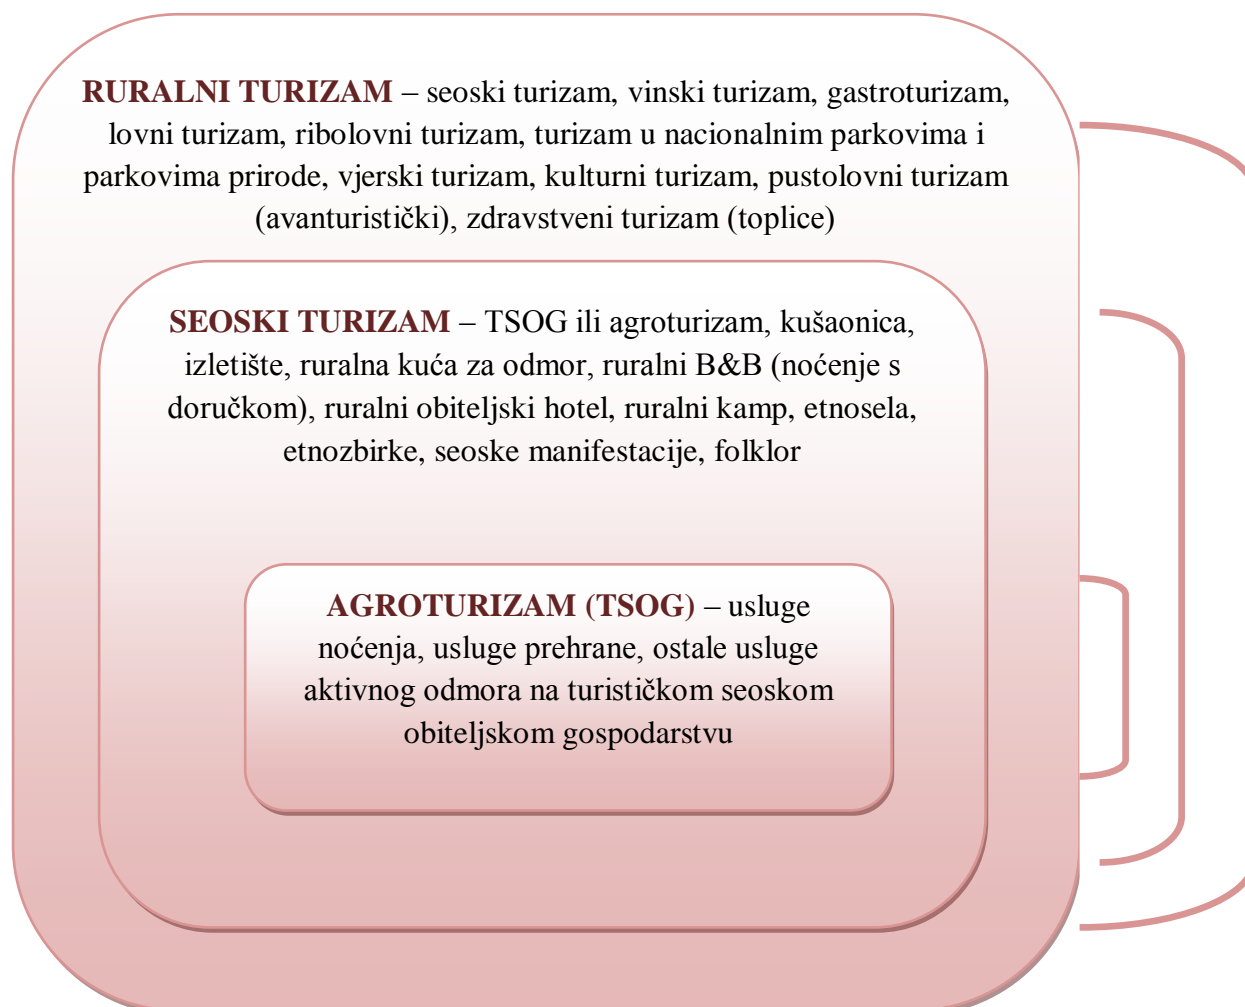 RURALNI TURIZAM – seoski turizam, vinski turizam, gastroturizam,
lovni turizam, ribolovni turizam, turizam u nacionalnim parkovima i
parkovima prirode, vjerski turizam, kulturni turizam, pustolovni turizam
(avanturistički), zdravstveni turizam (toplice)
SEOSKI TURIZAM – TSOG ili agroturizam, kušaonica,
izletište, ruralna kuća za odmor, ruralni B&B (noćenje s
doručkom), ruralni obiteljski hotel, ruralni kamp, etnosela,
etnozbirke, seoske manifestacije, folklor
AGROTURIZAM (TSOG) – usluge
noćenja, usluge prehrane, ostale usluge
aktivnog odmora na turističkom seoskom
obiteljskom gospodarstvu